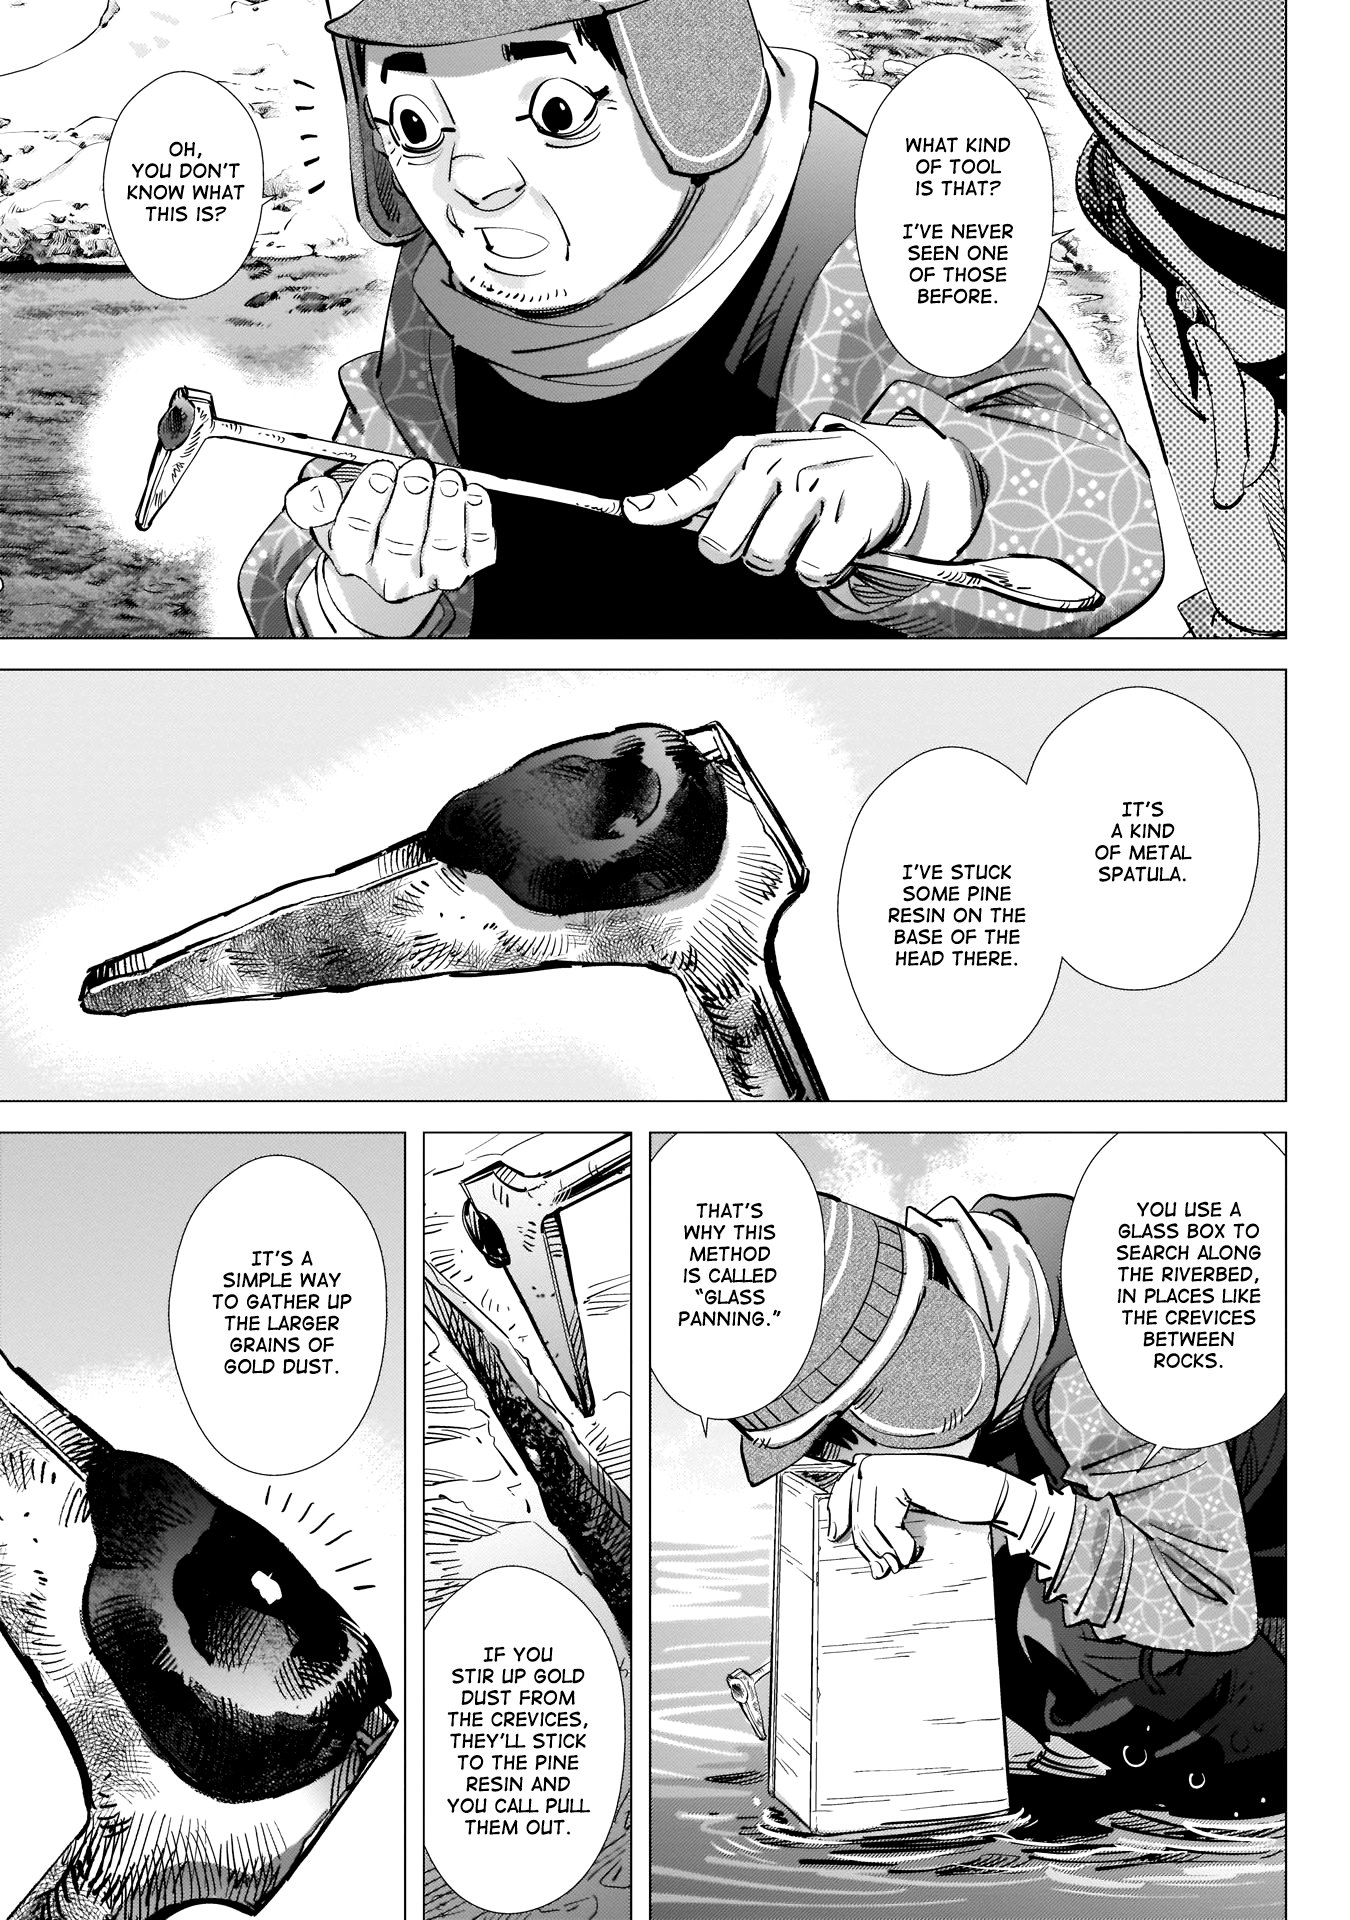 WHAT KIND
OF TOOL
IS THAT?
I'VE NEVER
SEEN ONE
OF THOSE
BEFORE.
OH,
YOU DON'T
KNOW WHAT
THIS IS?
IT'S
A KIND
OF METAL
SPATULA.
I'VE STUCK
SOME PINE
RESIN ON THE
BASE OF THE
HEAD THERE.
YOU USE A
GLASS BOX TO
SEARCH ALONG
THE RIVERBED,
IN PLACES LIKE
THE CREVICES
BETWEEN
ROCKS.
THAT'S
WHY THIS
METHOD
IS CALLED
"GLASS
PANNING."
IF YOU
STIR UP GOLD
DUST FROM
THE CREVICES,
THEY'LL STICK
TO THE PINE
RESIN AND
YOU CALL PULL
THEM OUT.
IT'S A
SIMPLE WAY
TO GATHER UP
THE LARGER
GRAINS OF
GOLD DUST.